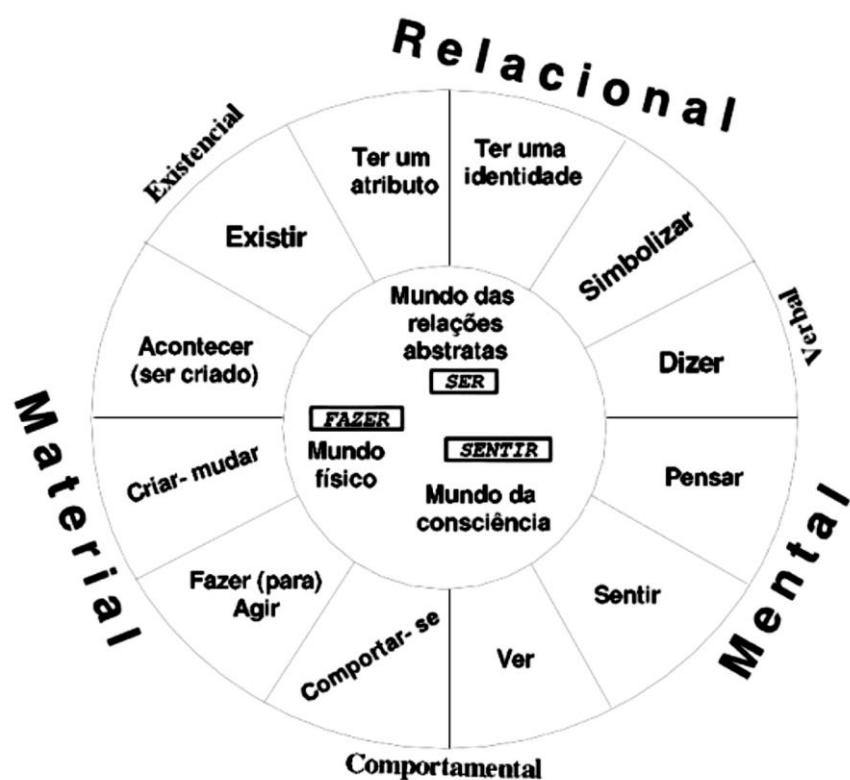 Relacional
Existencial
Ter um
atributo
Ter uma
identidade
Existir
Simbolizar
Verbal
Mundo das
relações
abstratas
Acontecer
(ser criado)
Dizer
SER
Material
FAZER
Mundo
físico
SENTIR
Mundo da
consciência
Criar- mudar
Pensar
Mental
Fazer (para)
Agir
Sentir
Comportar- se
Ver
Comportamental